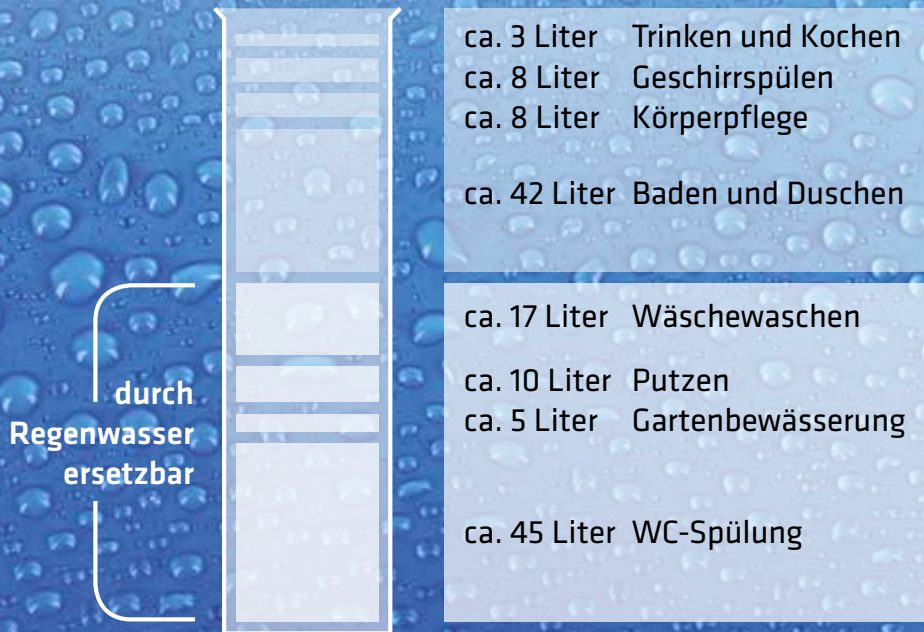 ca. 3 Liter Trinken und Kochen
ca. 8 Liter Geschirrspülen
ca. 8 Liter Körperpflege
ca. 42 Liter Baden und Duschen
durch
Regenwasser
ersetzbar
ca. 17 Liter Wäschewaschen
ca. 10 Liter Putzen
ca. 5 Liter Gartenbewässerung
ca. 45 Liter WC-Spülung